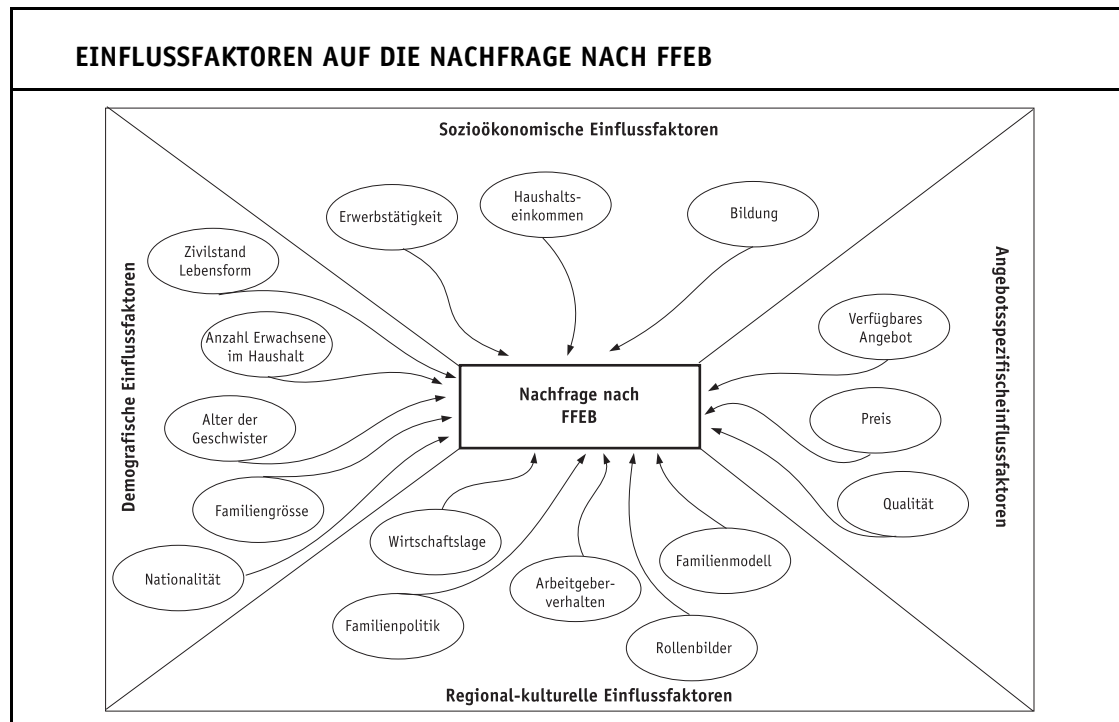 EINFLUSSFAKTOREN AUF DIE NACHFRAGE NACH FFEB
Sozioökonomische Einflussfaktoren
Erwerbstätigkeit
Haushalts-
einkommen
Bildung
Demografische Einflussfaktoren
Zivilstand
Lebensform
Anzahl Erwachsene
im Haushalt
Alter der
Geschwister
Familiengrösse
Nationalität
Nachfrage nach
FFEB
Angebotsspezifischeinflussfaktoren
Verfügbares
Angebot
Preis
Qualität
Wirtschaftslage
Familienpolitik
Arbeitgeber-
verhalten
Rollenbilder
Familienmodell
Regional-kulturelle Einflussfaktoren